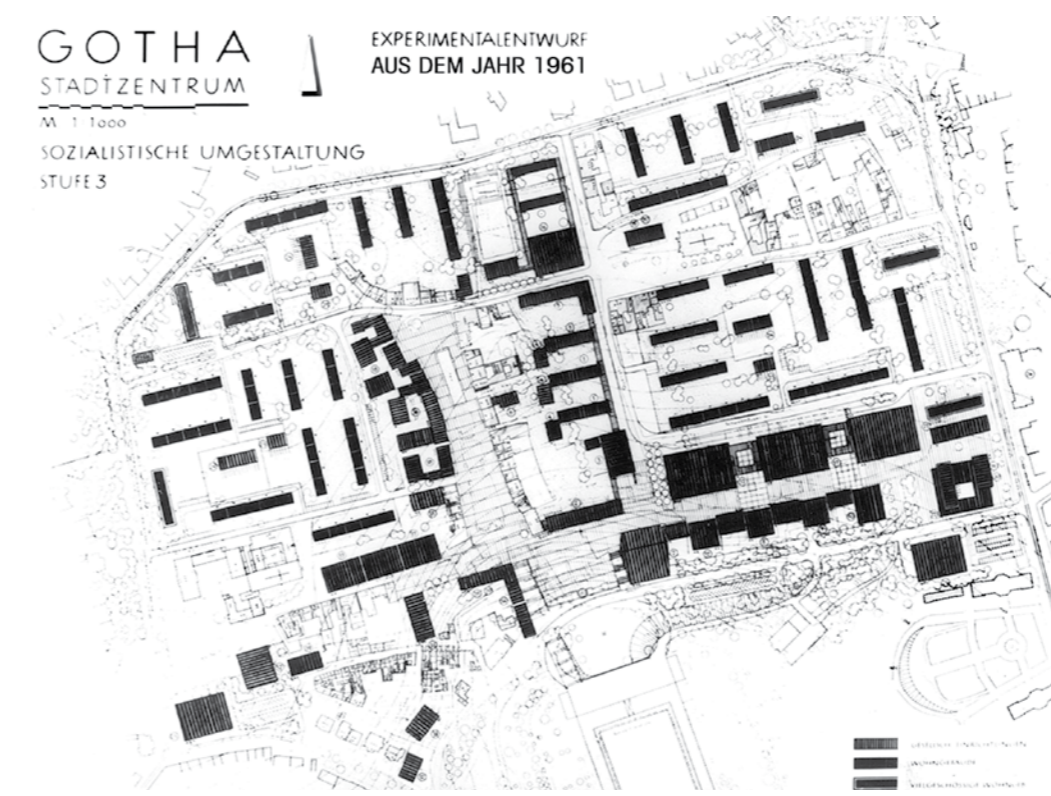 GOTHA
STADTZENTRUM
M 1:1000
SOZIALISTISCHE UMGESTALTUNG
STUFE 3
EXPERIMENTALENTWURF
AUS DEM JAHR 1961